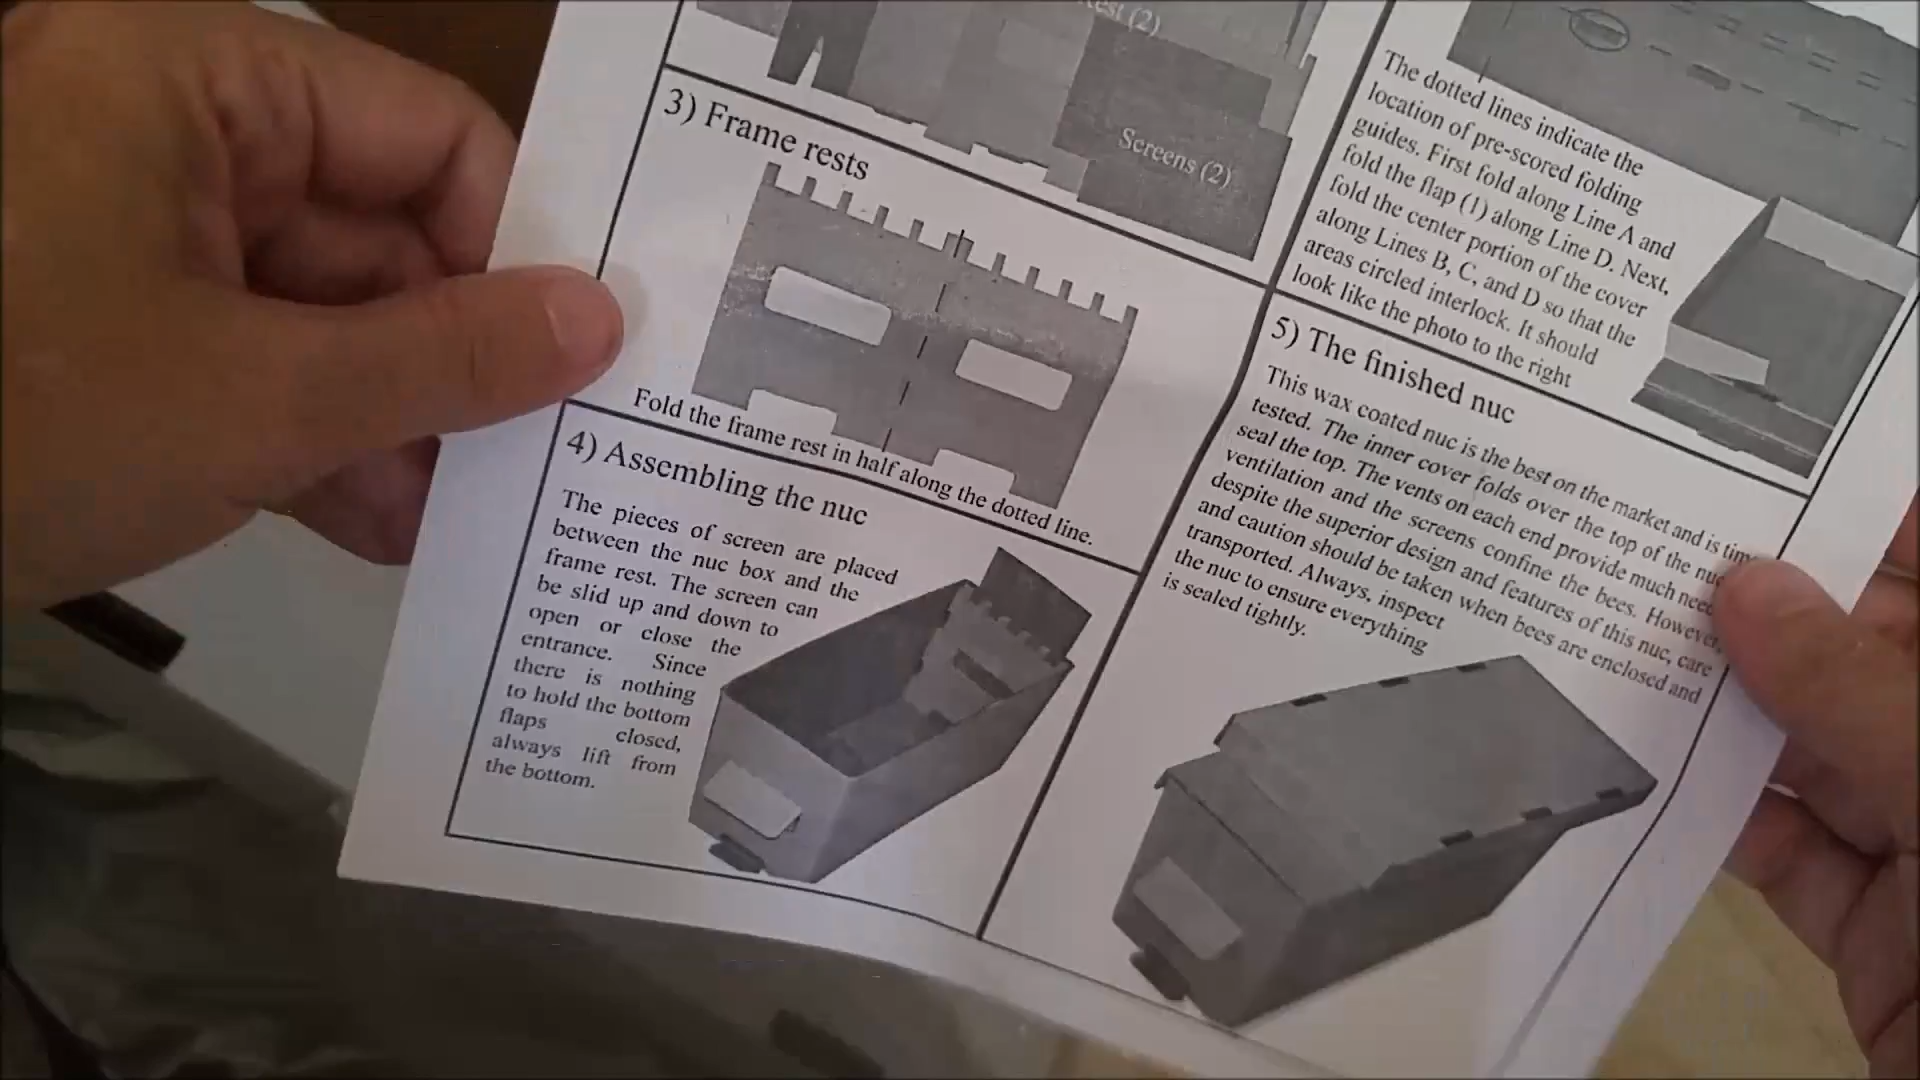 Rest (2)
Screens (2)
3) Frame rests
Fold the frame rest in half along the dotted line.
4) Assembling the nuc
The pieces of screen are placed
between the nuc box and the
frame rest. The screen can
be slid up and down to
open or close the
entrance. Since
there is nothing
to hold the bottom
flaps closed,
always lift from
the bottom.
The dotted lines indicate the
location of pre-scored folding
guides. First fold along Line A and
fold the flap (1) along Line D. Next,
fold the center portion of the cover
along Lines B, C, and D so that the
areas circled interlock. It should
look like the photo to the right
5) The finished nuc
This wax coated nuc is the best on the market and is time
tested. The inner cover folds over the top of the nuc
seal the top. The vents on each end provide much need
ventilation and the screens confine the bees. However,
despite the superior design and features of this nuc, care
and caution should be taken when bees are enclosed and
transported. Always, inspect
the nuc to ensure everything
is sealed tightly.